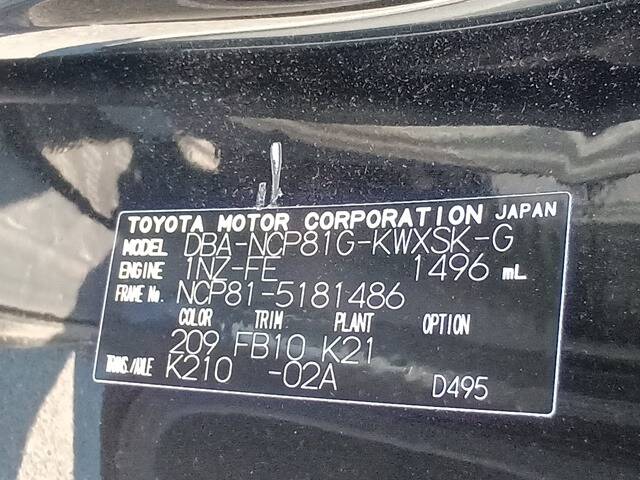 TOYOTA MOTOR CORPORATION JAPAN
MODEL DBA-NCP81G-KWXSK-G
ENGINE 1NZ-FE 1496 mL
FRAME No. NCP81-5181486
COLOR TRIM PLANT OPTION
209 FB10 K21
TRANS./AXLE K210 -02A D495